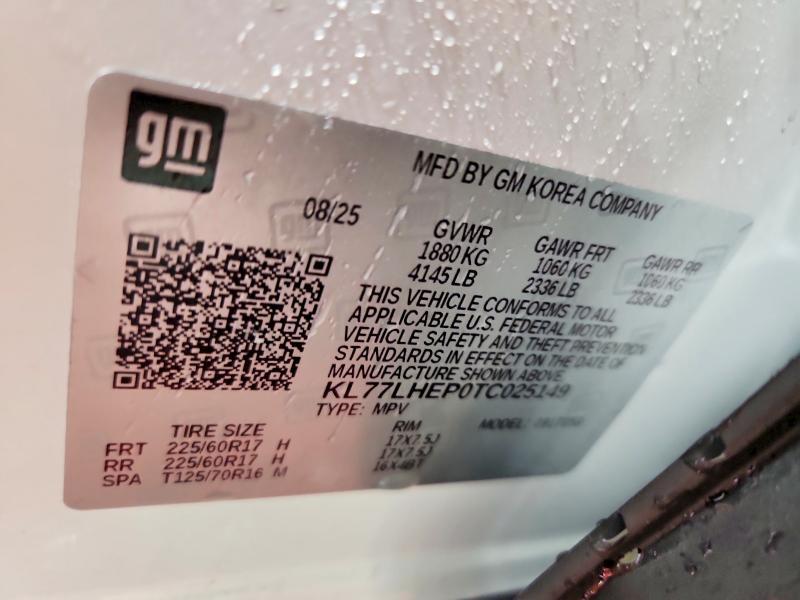 gm
MFD BY GM KOREA COMPANY
08/25
GVWR GAWR FRT GAWR RR
1880 KG 1060 KG 1060 KG
4145 LB 2336 LB 2336 LB
THIS VEHICLE CONFORMS TO ALL
APPLICABLE U.S. FEDERAL MOTOR
VEHICLE SAFETY AND THEFT PREVENTION
STANDARDS IN EFFECT ON THE DATE OF
MANUFACTURE SHOWN ABOVE
KL77LHEP0TC025149
TYPE: MPV MODEL:
TIRE SIZE RIM
FRT 225/60R17 H 17X7.5J
RR 225/60R17 H 17X7.5J
SPA T125/70R16 M 16X4BT